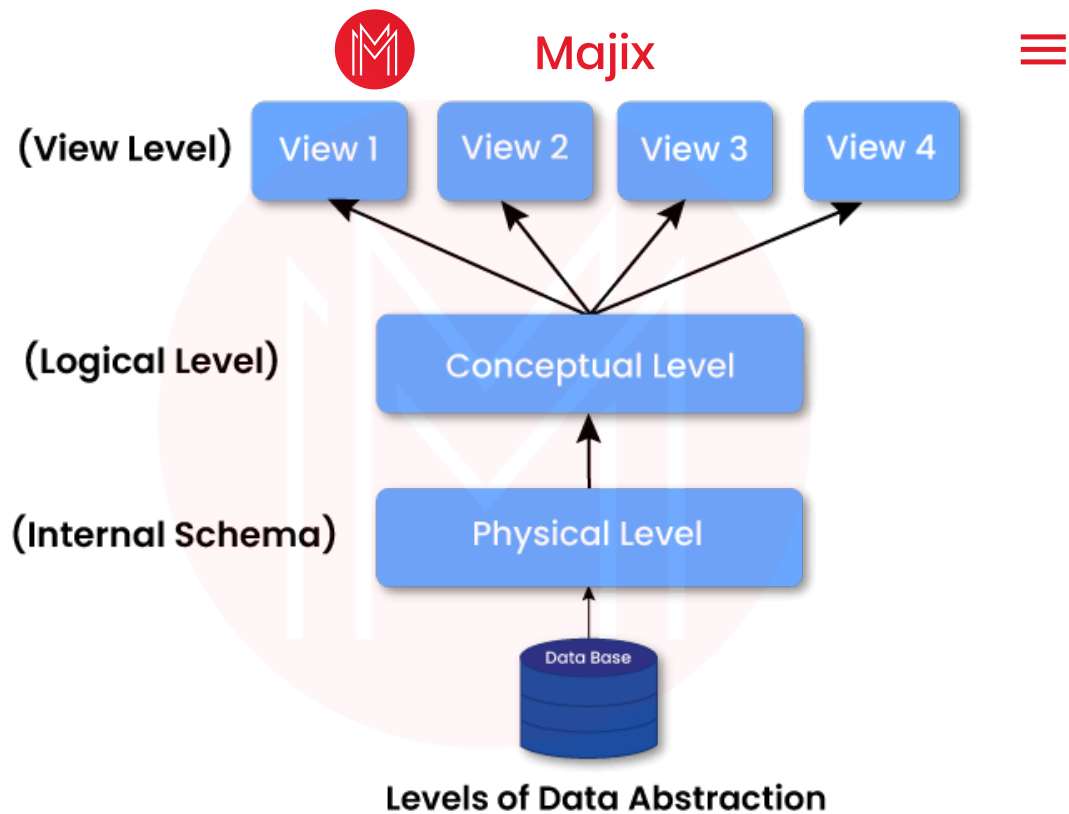 Majix
(View Level)
View 1
View 2
View 3
View 4
(Logical Level)
Conceptual Level
(Internal Schema)
Physical Level
Data Base
Levels of Data Abstraction